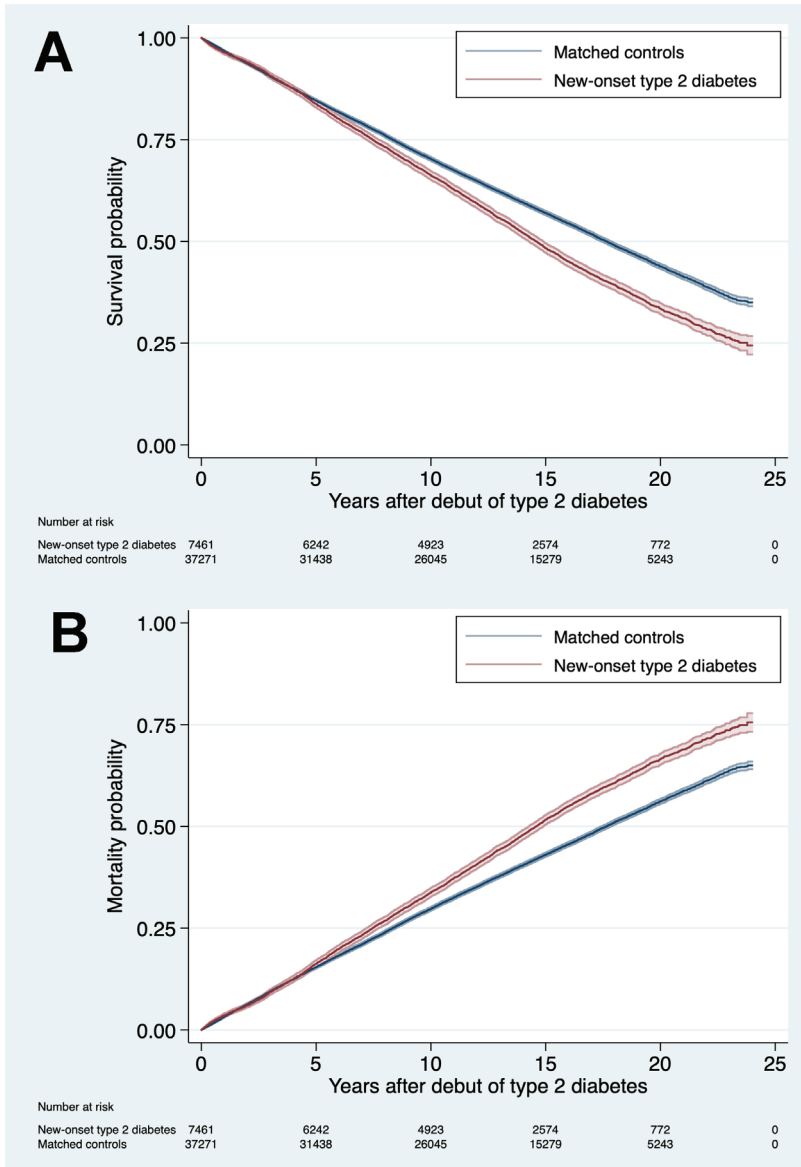 A
1.00
0.75
0.50
0.25
0.00
Survival probability
Matched controls
New-onset type 2 diabetes
0 5 10 15 20 25
Years after debut of type 2 diabetes
Number at risk
New-onset type 2 diabetes 7461 6242 4923 2574 772 0
Matched controls 37271 31438 26045 15279 5243 0
B
1.00
0.75
0.50
0.25
0.00
Mortality probability
Matched controls
New-onset type 2 diabetes
0 5 10 15 20 25
Years after debut of type 2 diabetes
Number at risk
New-onset type 2 diabetes 7461 6242 4923 2574 772 0
Matched controls 37271 31438 26045 15279 5243 0